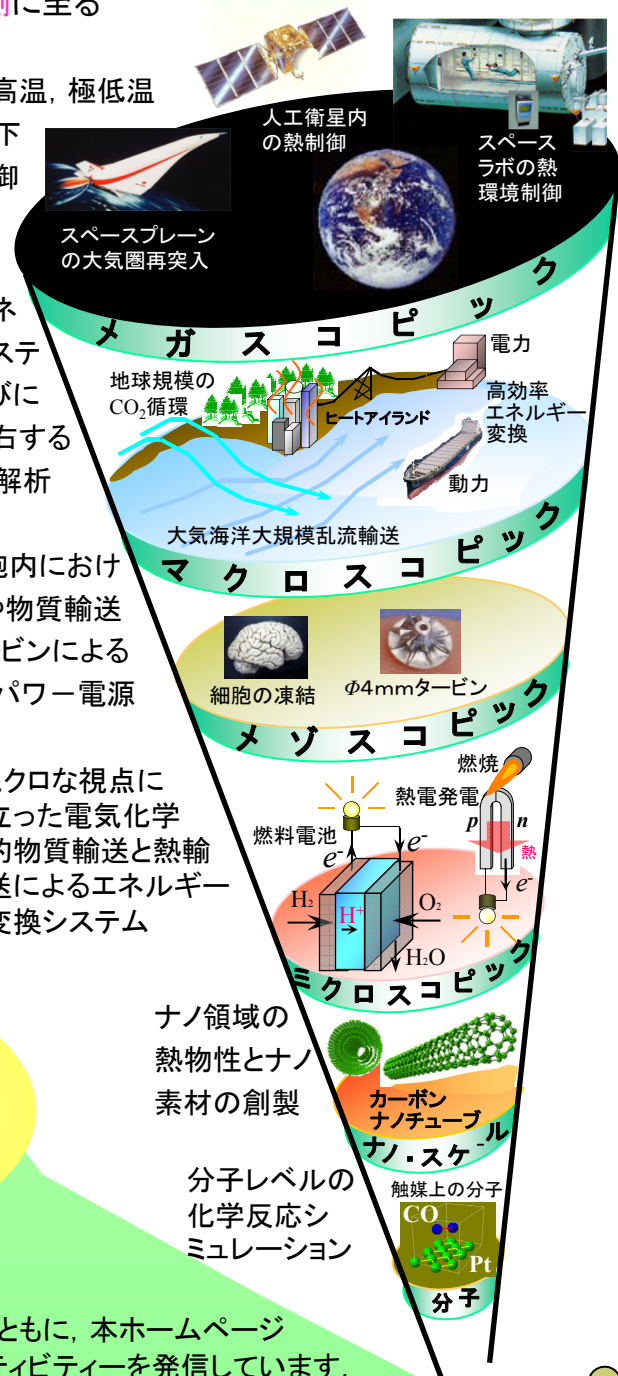 則に至る
高温，極低温
下
御
人工衛星内
の熱制御
スペース
ラボの熱
環境制御
スペースプレーン
の大気圏再突入
メガスコピック
ネ
ステ
びに
右する
解析
地球規模の
CO₂循環
ヒートアイランド
電力
高効率
エネルギー
変換
動力
大気海洋大規模乱流輸送
マクロスコピック
胞内におけ
や物質輸送
ービンによる
パワー電源
細胞の凍結
Φ4mmタービン
メゾスコピック
ミクロな視点に
立った電気化学
的物質輸送と熱輸
送によるエネルギー
変換システム
燃料電池
e⁻
e⁻
H₂
H⁺
O₂
H₂O
燃焼
熱電発電
p
n
熱
e⁻
ミクロスコピック
ナノ領域の
熱物性とナノ
素材の創製
カーボン
ナノチューブ
ナノ・スケール
分子レベルの
化学反応シ
ミュレーション
触媒上の分子
CO
Pt
分子
ともに，本ホームページ
ティビティーを発信しています．